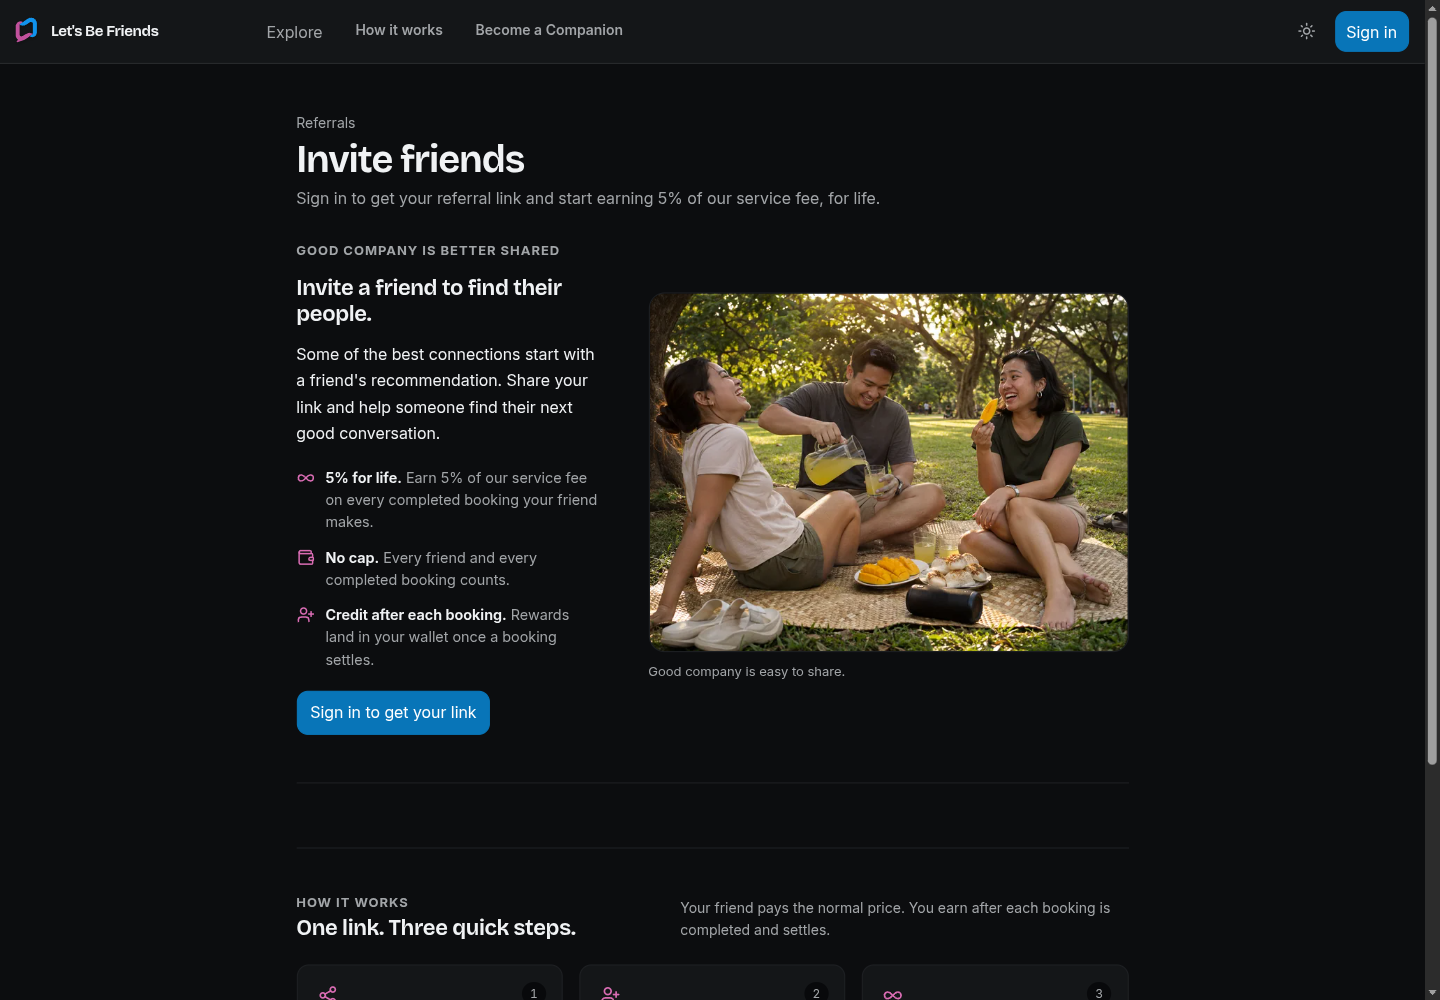 Let's Be Friends
Explore
How it works
Become a Companion
Sign in
Referrals
Invite friends
Sign in to get your referral link and start earning 5% of our service fee, for life.
GOOD COMPANY IS BETTER SHARED
Invite a friend to find their
people.
Some of the best connections start with
a friend's recommendation. Share your
link and help someone find their next
good conversation.
5% for life. Earn 5% of our service fee
on every completed booking your friend
makes.
No cap. Every friend and every
completed booking counts.
Credit after each booking. Rewards
land in your wallet once a booking
settles.
Sign in to get your link
Good company is easy to share.
HOW IT WORKS
One link. Three quick steps.
Your friend pays the normal price. You earn after each booking is
completed and settles.
1
2
3